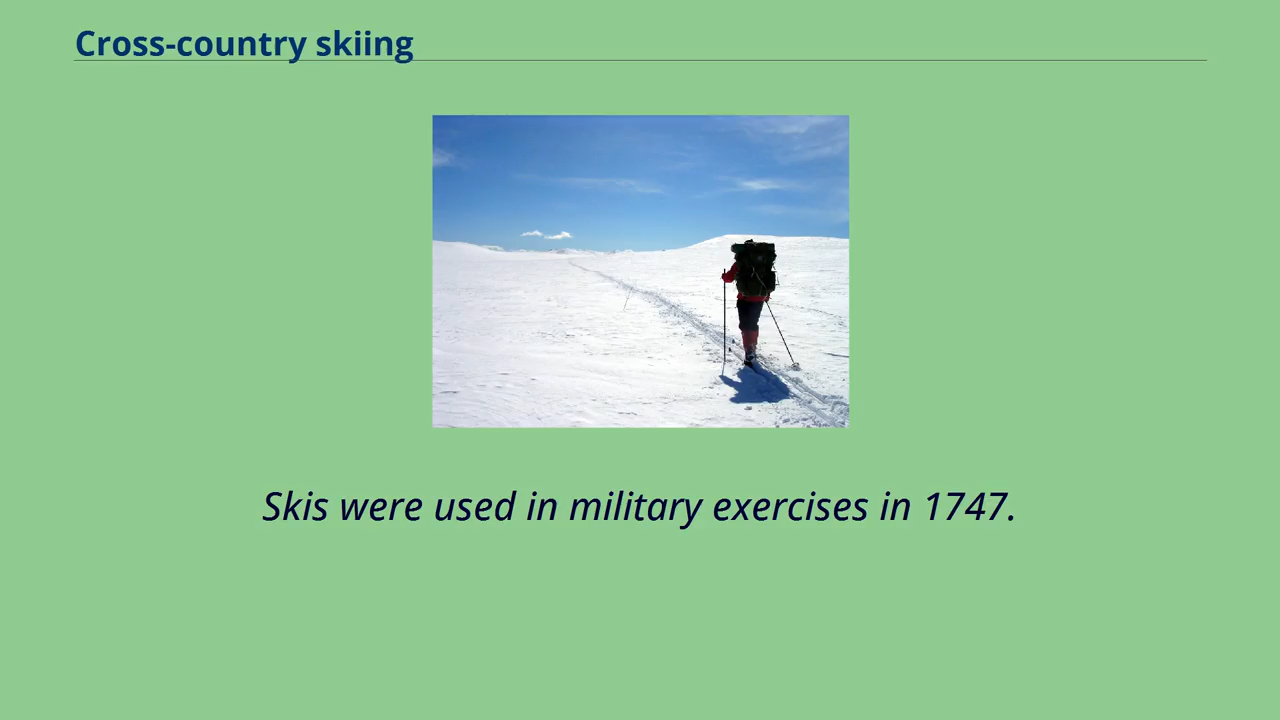 Cross-country skiing
Skis were used in military exercises in 1747.